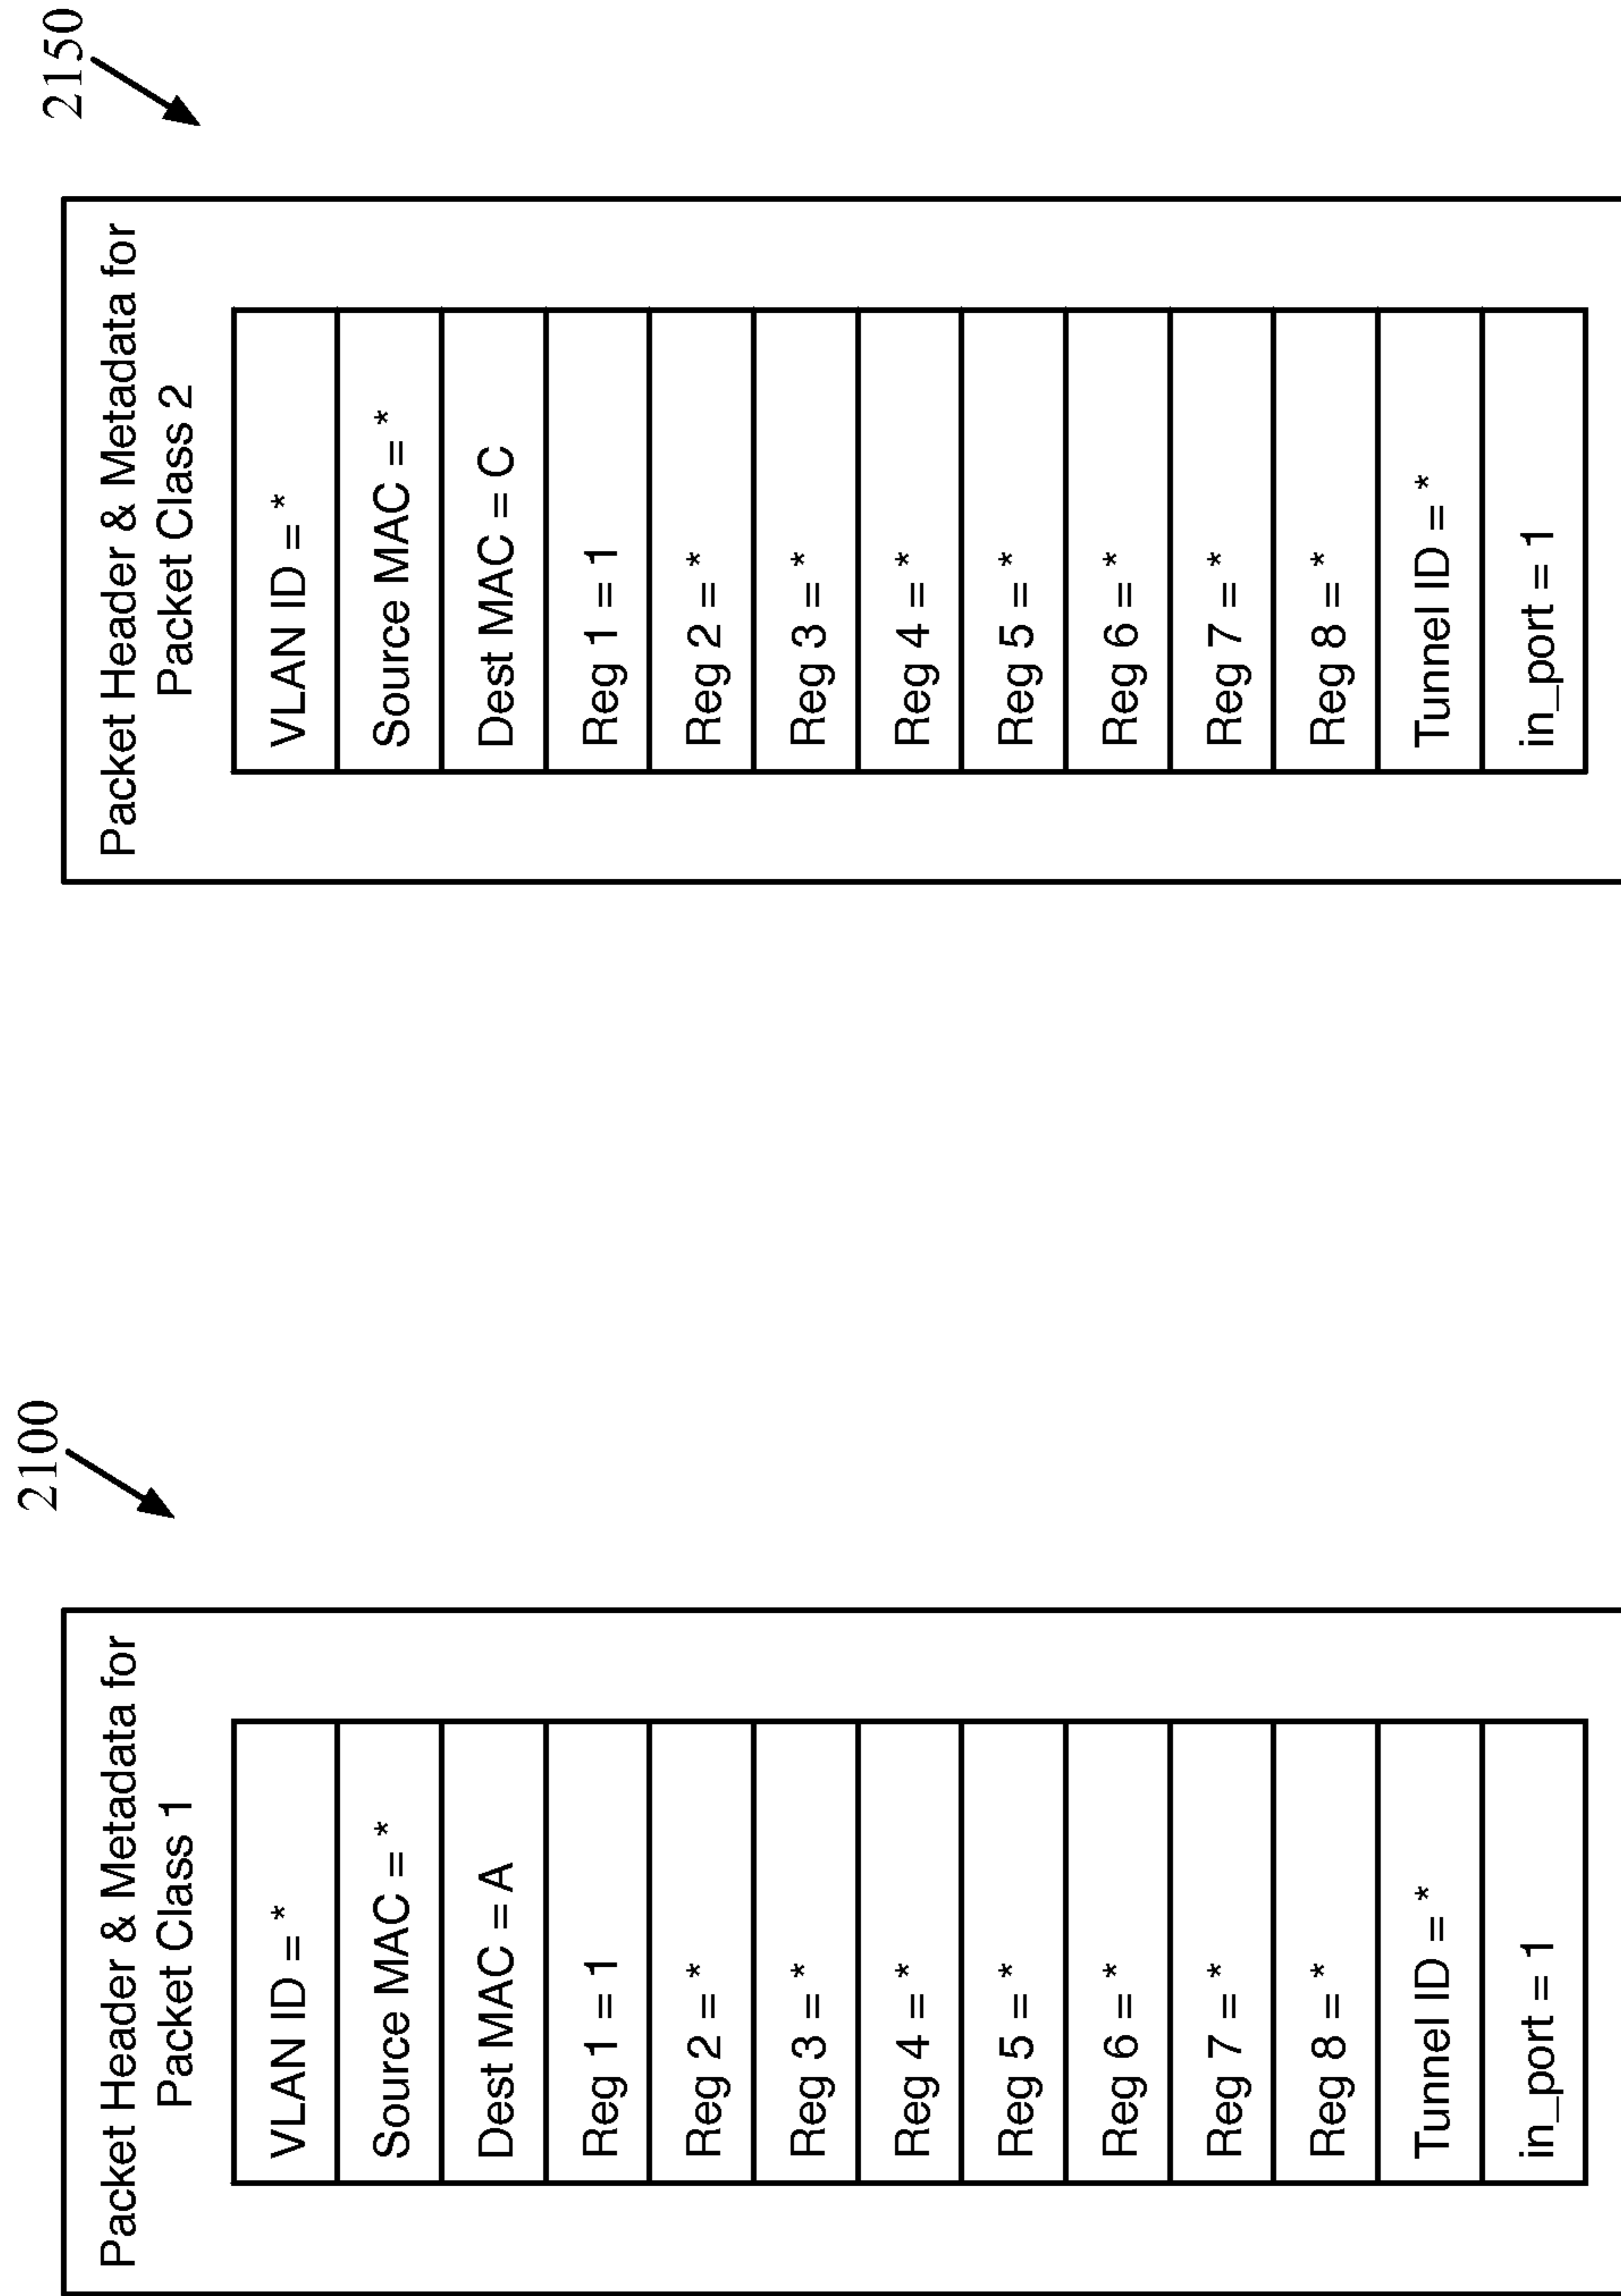 2100
Packet Header & Metadata for
Packet Class 1
VLAN ID = *
Source MAC = *
Dest MAC = A
Reg 1 = 1
Reg 2 = *
Reg 3 = *
Reg 4 = *
Reg 5 = *
Reg 6 = *
Reg 7 = *
Reg 8 = *
Tunnel ID = *
in_port = 1
2150
Packet Header & Metadata for
Packet Class 2
VLAN ID = *
Source MAC = *
Dest MAC = C
Reg 1 = 1
Reg 2 = *
Reg 3 = *
Reg 4 = *
Reg 5 = *
Reg 6 = *
Reg 7 = *
Reg 8 = *
Tunnel ID = *
in_port = 1